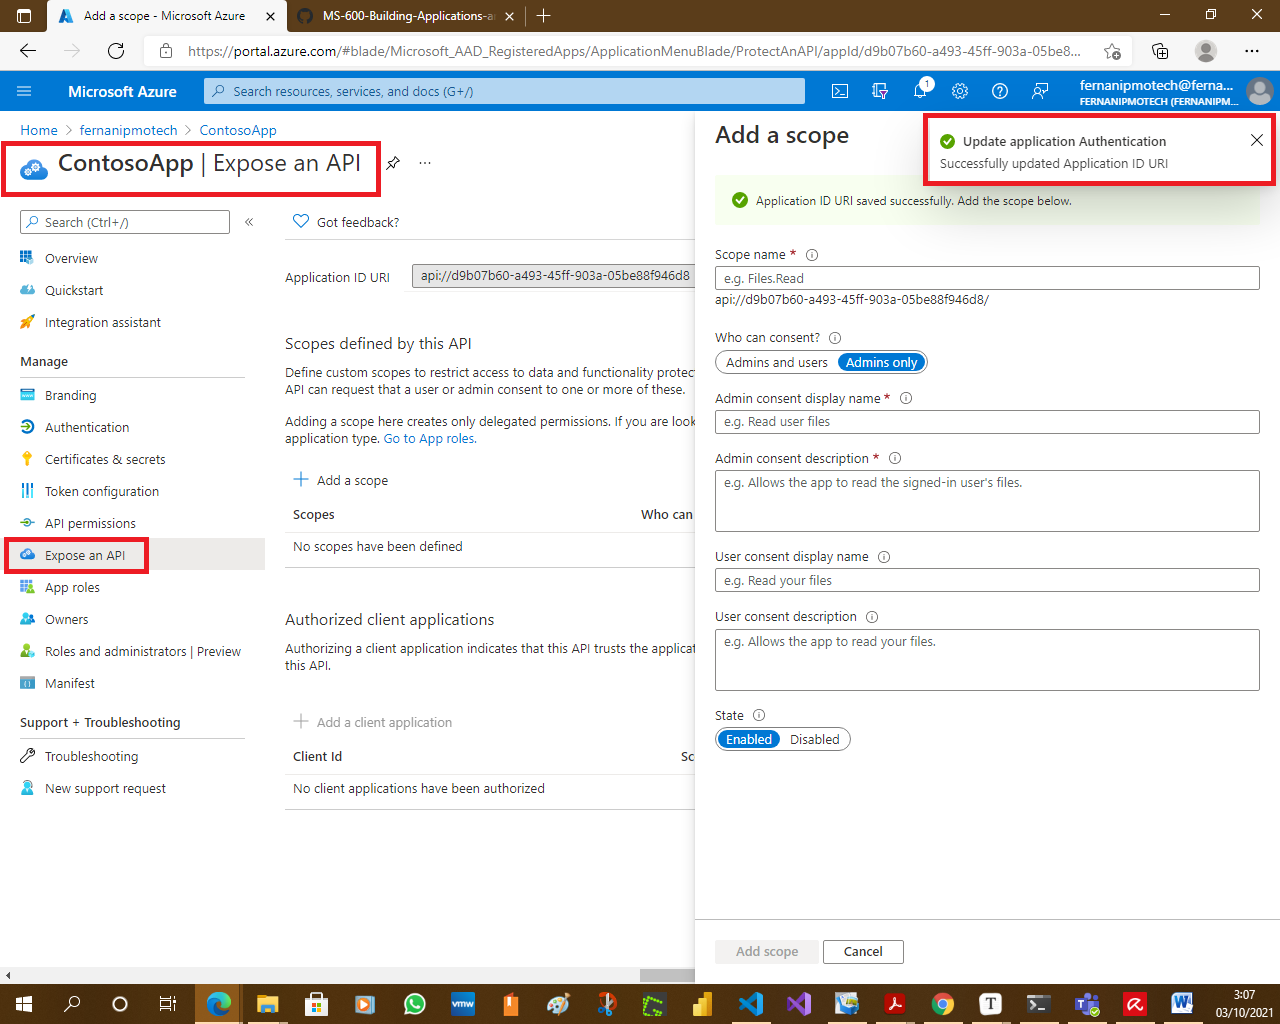 Add a scope - Microsoft Azure
MS-600-Building-Applications-a
https://portal.azure.com/#blade/Microsoft_AAD_RegisteredApps/ApplicationMenuBlade/ProtectAnAPI/appId/d9b07b60-a493-45ff-903a-05be8...
Microsoft Azure
Search resources, services, and docs (G+/)
1
fernanipmotech@ferna...
FERNANIPMOTECH (FERNANIPM...
Home > fernanipmotech > ContosoApp
ContosoApp | Expose an API
...
Search (Ctrl+/)
«
Overview
Quickstart
Integration assistant
Manage
Branding
Authentication
Certificates & secrets
Token configuration
API permissions
Expose an API
App roles
Owners
Roles and administrators | Preview
Manifest
Support + Troubleshooting
Troubleshooting
New support request
Got feedback?
Application ID URI
api://d9b07b60-a493-45ff-903a-05be88f946d8
Scopes defined by this API
Define custom scopes to restrict access to data and functionality protec
API can request that a user or admin consent to one or more of these.
Adding a scope here creates only delegated permissions. If you are look
application type. Go to App roles.
Add a scope
Scopes
Who can
No scopes have been defined
Authorized client applications
Authorizing a client application indicates that this API trusts the applicat
this API.
Add a client application
Client Id
Sc
No client applications have been authorized
Add a scope
Update application Authentication
Successfully updated Application ID URI
Application ID URI saved successfully. Add the scope below.
Scope name *
e.g. Files.Read
api://d9b07b60-a493-45ff-903a-05be88f946d8/
Who can consent?
Admins and users
Admins only
Admin consent display name *
e.g. Read user files
Admin consent description *
e.g. Allows the app to read the signed-in user's files.
User consent display name
e.g. Read your files
User consent description
e.g. Allows the app to read your files.
State
Enabled
Disabled
Add scope
Cancel
vmw
T
3:07
03/10/2021